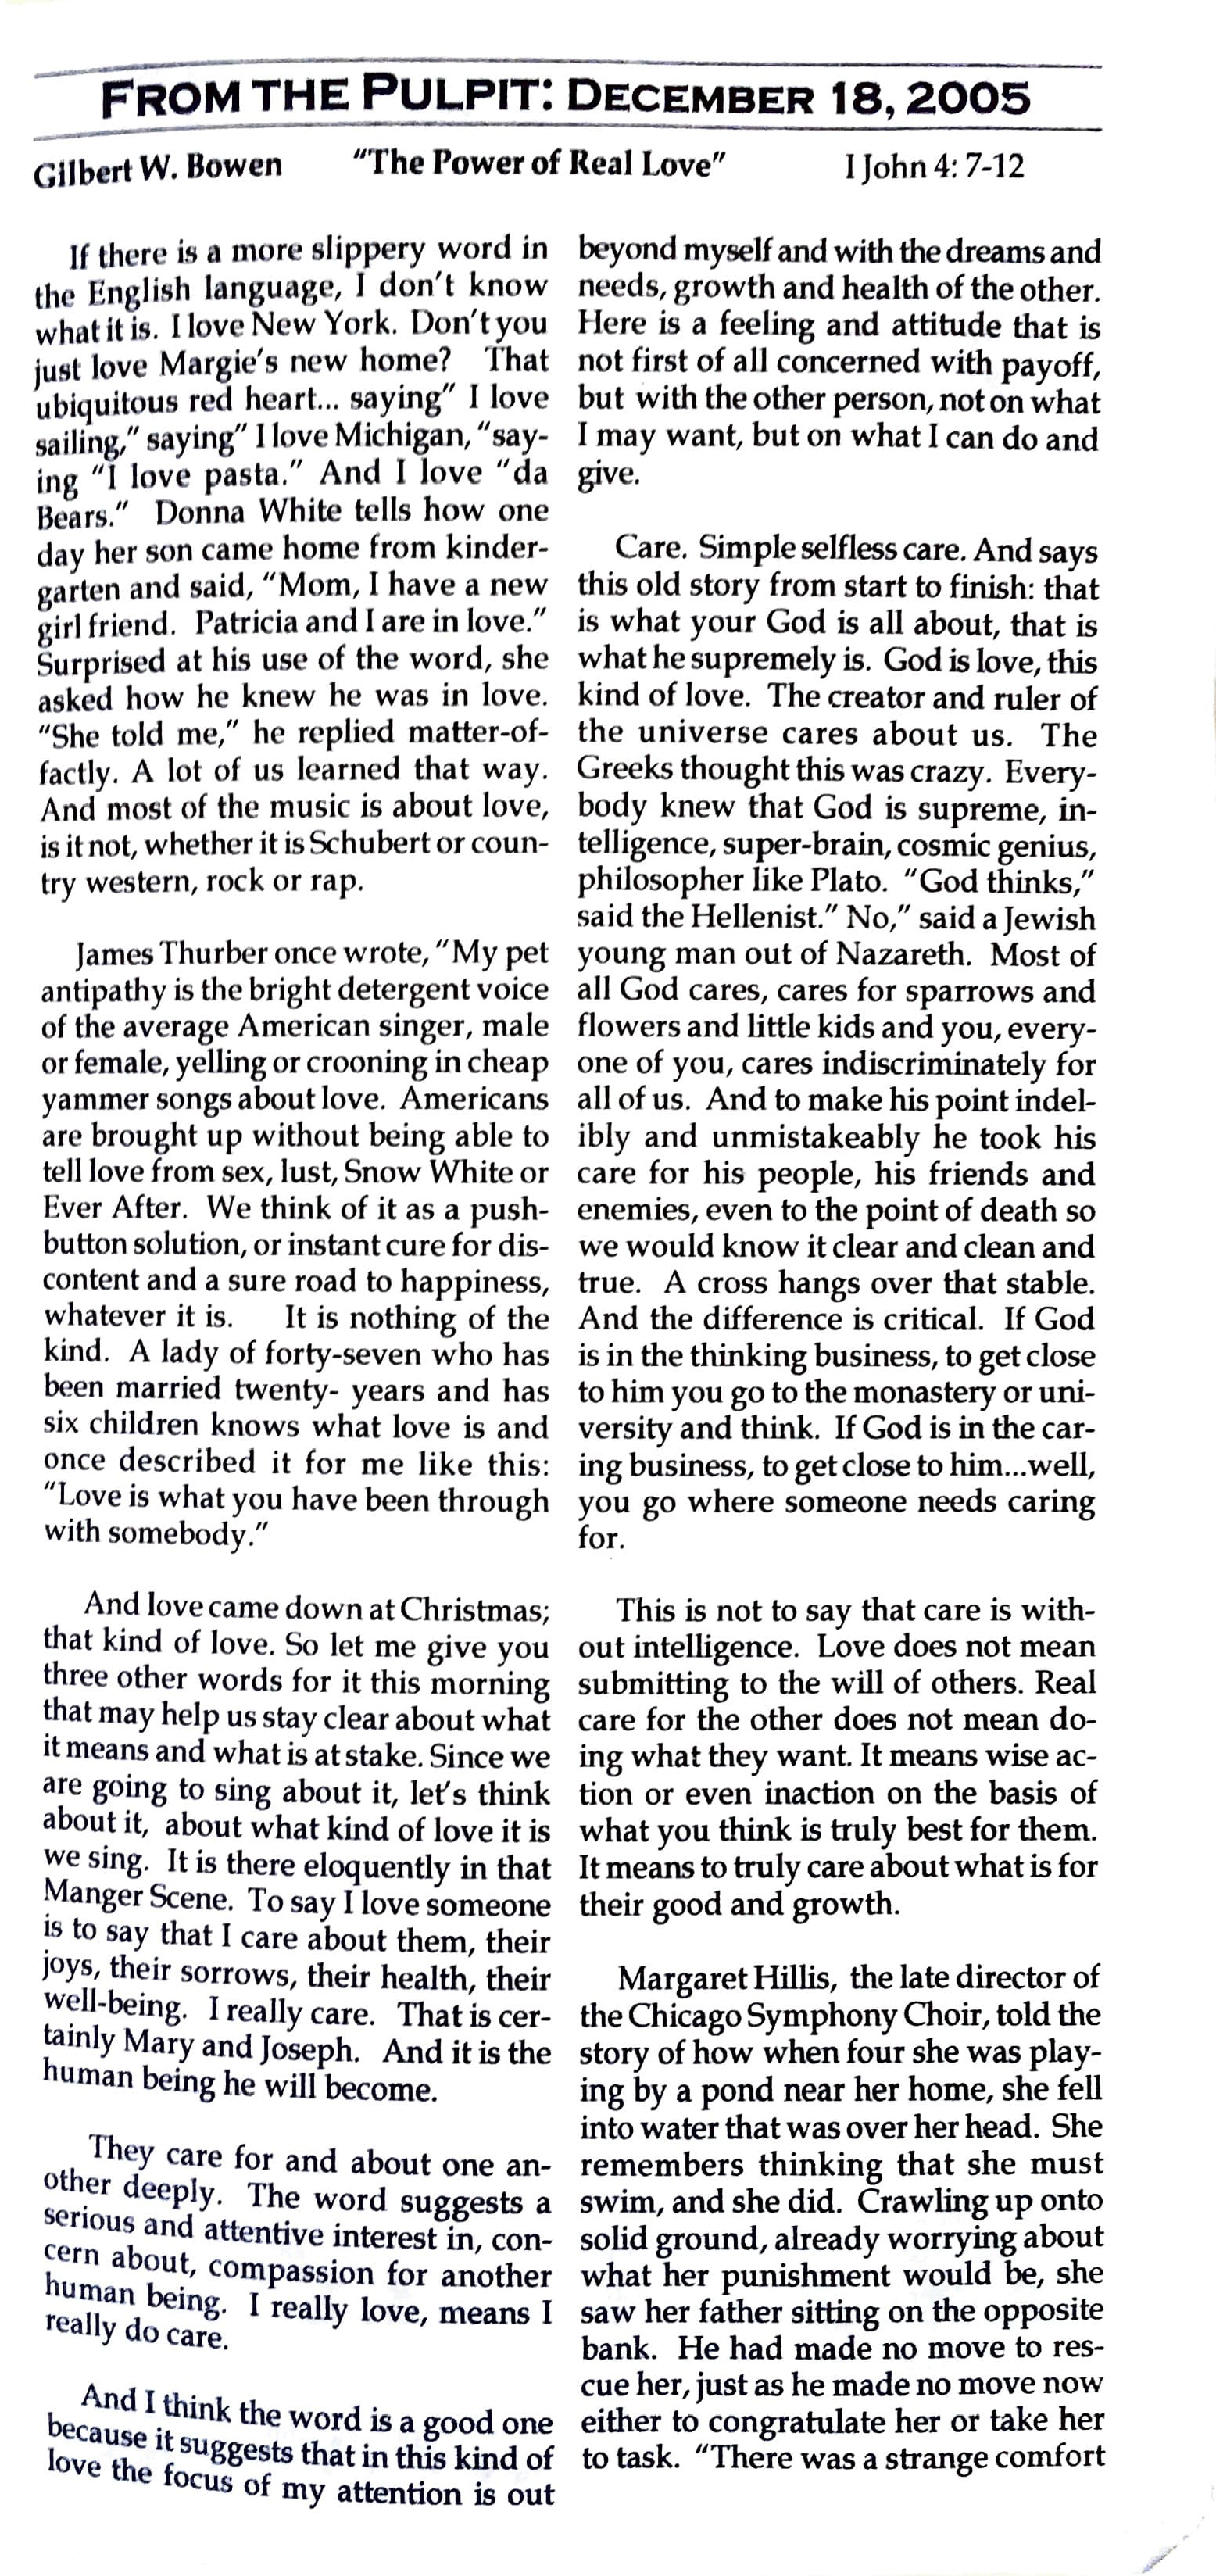 FROM THE PULPIT: DECEMBER 18, 2005
Gilbert W. Bowen "The Power of Real Love" I John 4: 7-12
If there is a more slippery word in
the English language, I don't know
what it is. I love New York. Don't you
just love Margie's new home? That
ubiquitous red heart... saying" I love
sailing," saying" I love Michigan, "say-
ing "I love pasta." And I love "da
Bears." Donna White tells how one
day her son came home from kinder-
garten and said, "Mom, I have a new
girl friend. Patricia and I are in love."
Surprised at his use of the word, she
asked how he knew he was in love.
"She told me," he replied matter-of-
factly. A lot of us learned that way.
And most of the music is about love,
is it not, whether it is Schubert or coun-
try western, rock or rap.
James Thurber once wrote, "My pet
antipathy is the bright detergent voice
of the average American singer, male
or female, yelling or crooning in cheap
yammer songs about love. Americans
are brought up without being able to
tell love from sex, lust, Snow White or
Ever After. We think of it as a push-
button solution, or instant cure for dis-
content and a sure road to happiness,
whatever it is. It is nothing of the
kind. A lady of forty-seven who has
been married twenty- years and has
six children knows what love is and
once described it for me like this:
"Love is what you have been through
with somebody."
And love came down at Christmas;
that kind of love. So let me give you
three other words for it this morning
that may help us stay clear about what
it means and what is at stake. Since we
are going to sing about it, let's think
about it, about what kind of love it is
we sing. It is there eloquently in that
Manger Scene. To say I love someone
is to say that I care about them, their
joys, their sorrows, their health, their
well-being. I really care. That is cer-
tainly Mary and Joseph. And it is the
human being he will become.
They care for and about one an-
other deeply. The word suggests a
serious and attentive interest in, con-
cern about, compassion for another
human being. I really love, means I
really do care.
And I think the word is a good one
because it suggests that in this kind of
love the focus of my attention is out
beyond myself and with the dreams and
needs, growth and health of the other.
Here is a feeling and attitude that is
not first of all concerned with payoff,
but with the other person, not on what
I may want, but on what I can do and
give.
Care. Simple selfless care. And says
this old story from start to finish: that
is what your God is all about, that is
what he supremely is. God is love, this
kind of love. The creator and ruler of
the universe cares about us. The
Greeks thought this was crazy. Every-
body knew that God is supreme, in-
telligence, super-brain, cosmic genius,
philosopher like Plato. "God thinks,"
said the Hellenist." No," said a Jewish
young man out of Nazareth. Most of
all God cares, cares for sparrows and
flowers and little kids and you, every-
one of you, cares indiscriminately for
all of us. And to make his point indel-
ibly and unmistakeably he took his
care for his people, his friends and
enemies, even to the point of death so
we would know it clear and clean and
true. A cross hangs over that stable.
And the difference is critical. If God
is in the thinking business, to get close
to him you go to the monastery or uni-
versity and think. If God is in the car-
ing business, to get close to him...well,
you go where someone needs caring
for.
This is not to say that care is with-
out intelligence. Love does not mean
submitting to the will of others. Real
care for the other does not mean do-
ing what they want. It means wise ac-
tion or even inaction on the basis of
what you think is truly best for them.
It means to truly care about what is for
their good and growth.
Margaret Hillis, the late director of
the Chicago Symphony Choir, told the
story of how when four she was play-
ing by a pond near her home, she fell
into water that was over her head. She
remembers thinking that she must
swim, and she did. Crawling up onto
solid ground, already worrying about
what her punishment would be, she
saw her father sitting on the opposite
bank. He had made no move to res-
cue her, just as he made no move now
either to congratulate her or take her
to task. "There was a strange comfort